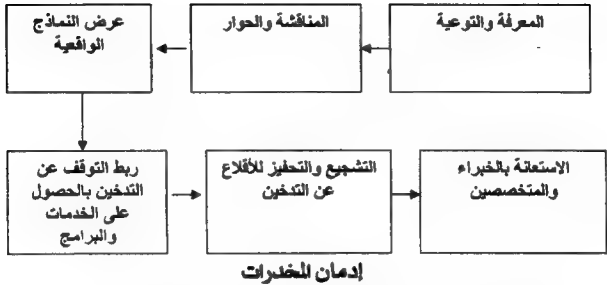 المعرفة والتوعية
المناقشة والحوار
عرض النماذج
الواقعية
ربط التوقف عن
التدخين بالحصول
على الخدمات
والبرامج
التشجيع والتحفيز للأقلاع
عن التدخين
الاستعانة بالخبراء
والمتخصصين
إدمان المخدرات